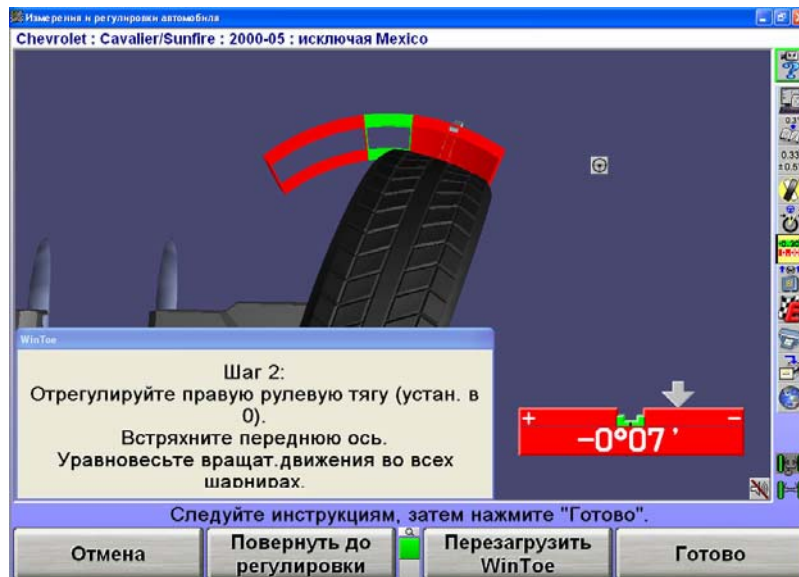 Измерения и регулировки автомобиля
Chevrolet : Cavalier/Sunfire : 2000-05 : исключая Mexico
WinToe
Шаг 2:
Отрегулируйте правую рулевую тягу (устан. в
0).
Встряхните переднюю ось.
Уравновесьте вращат.движения во всех
шарнирах.
+ −
-0°07'
Следуйте инструкциям, затем нажмите "Готово".
Отмена
Повернуть до
регулировки
Перезагрузить
WinToe
Готово